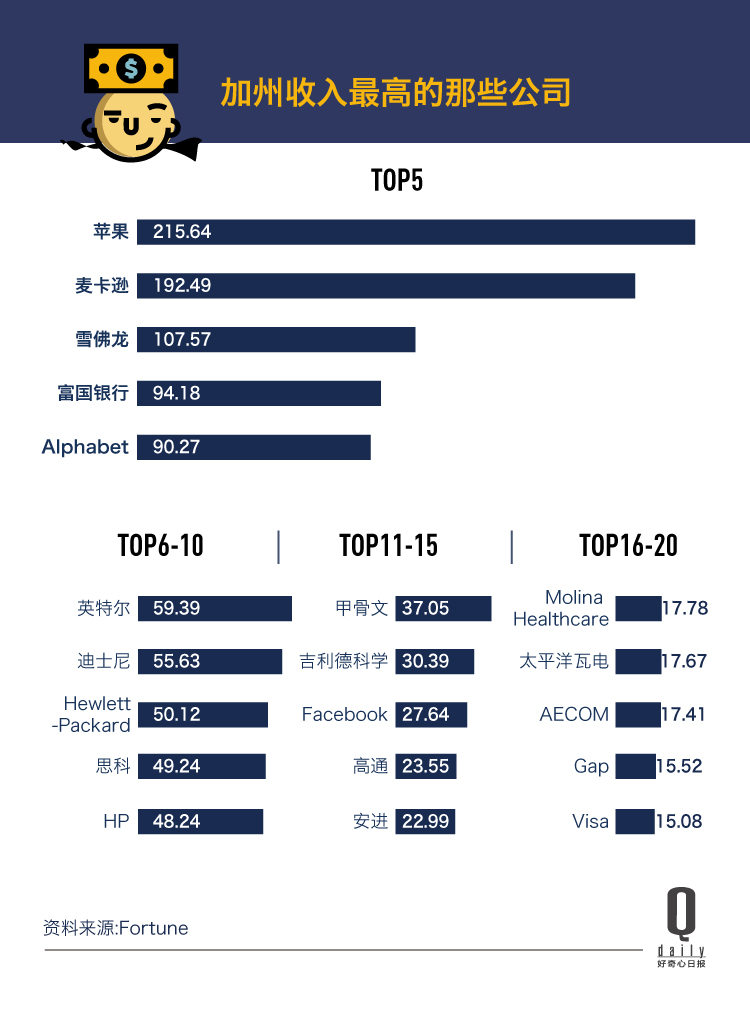 $
加州收入最高的那些公司
TOP5
苹果 215.64
麦卡逊 192.49
雪佛龙 107.57
富国银行 94.18
Alphabet 90.27
TOP6-10
英特尔 59.39
迪士尼 55.63
Hewlett
-Packard 50.12
思科 49.24
HP 48.24
TOP11-15
甲骨文 37.05
吉利德科学 30.39
Facebook 27.64
高通 23.55
安进 22.99
TOP16-20
Molina
Healthcare 17.78
太平洋瓦电 17.67
AECOM 17.41
Gap 15.52
Visa 15.08
资料来源:Fortune
Q
daily
好奇心日报